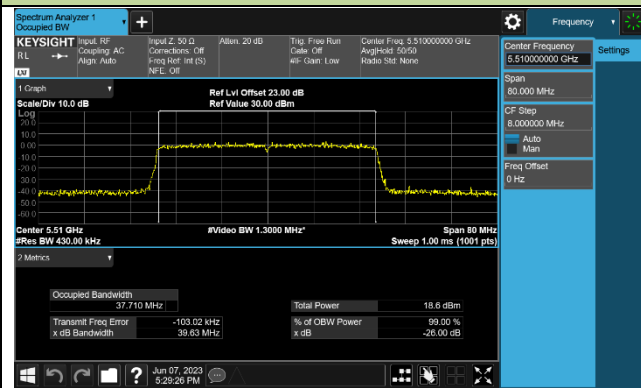 Spectrum Analyzer 1
Occupied BW
+
Frequency
KEYSIGHT
RL
LXI
Input: RF
Coupling: AC
Align: Auto
Input Z: 50 Ω
Corrections: Off
Freq Ref: Int (S)
NFE: Off
Atten: 20 dB
Trig: Free Run
Gate: Off
#IF Gain: Low
Center Freq: 5.510000000 GHz
Avg|Hold: 50/50
Radio Std: None
Center Frequency
5.510000000 GHz
Settings
Span
80.000 MHz
CF Step
8.000000 MHz
Auto
Man
Freq Offset
0 Hz
1 Graph
Scale/Div 10.0 dB
Ref Lvl Offset 23.00 dB
Ref Value 30.00 dBm
Log
20.0
10.0
0.00
-10.0
-20.0
-30.0
-40.0
-50.0
-60.0
Center 5.51 GHz
#Res BW 430.00 kHz
#Video BW 1.3000 MHz*
Span 80 MHz
Sweep 1.00 ms (1001 pts)
2 Metrics
Occupied Bandwidth
37.710 MHz
Total Power
18.6 dBm
Transmit Freq Error
-103.02 kHz
% of OBW Power
99.00 %
x dB Bandwidth
39.63 MHz
x dB
-26.00 dB
?
Jun 07, 2023
5:29:26 PM